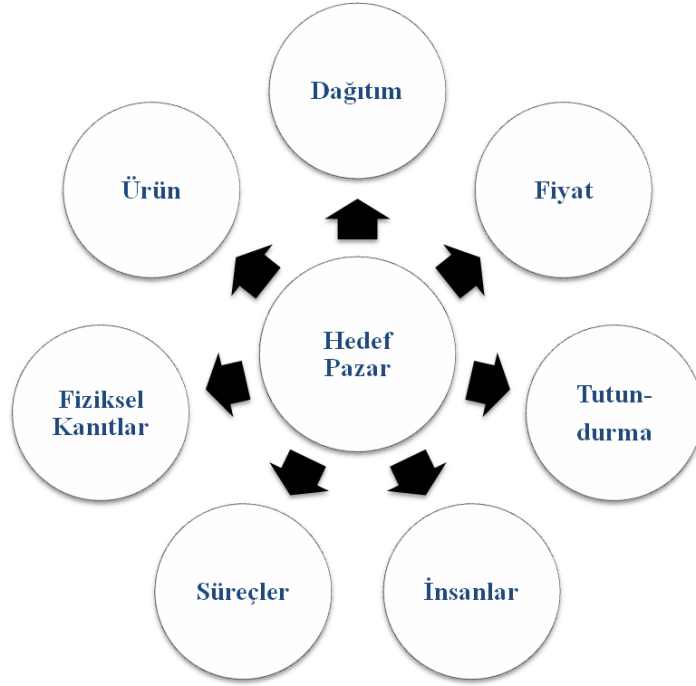 Dağıtım
Ürün
Fiyat
Hedef
Pazar
Fiziksel
Kanıtlar
Tutun-
durma
Süreçler
İnsanlar